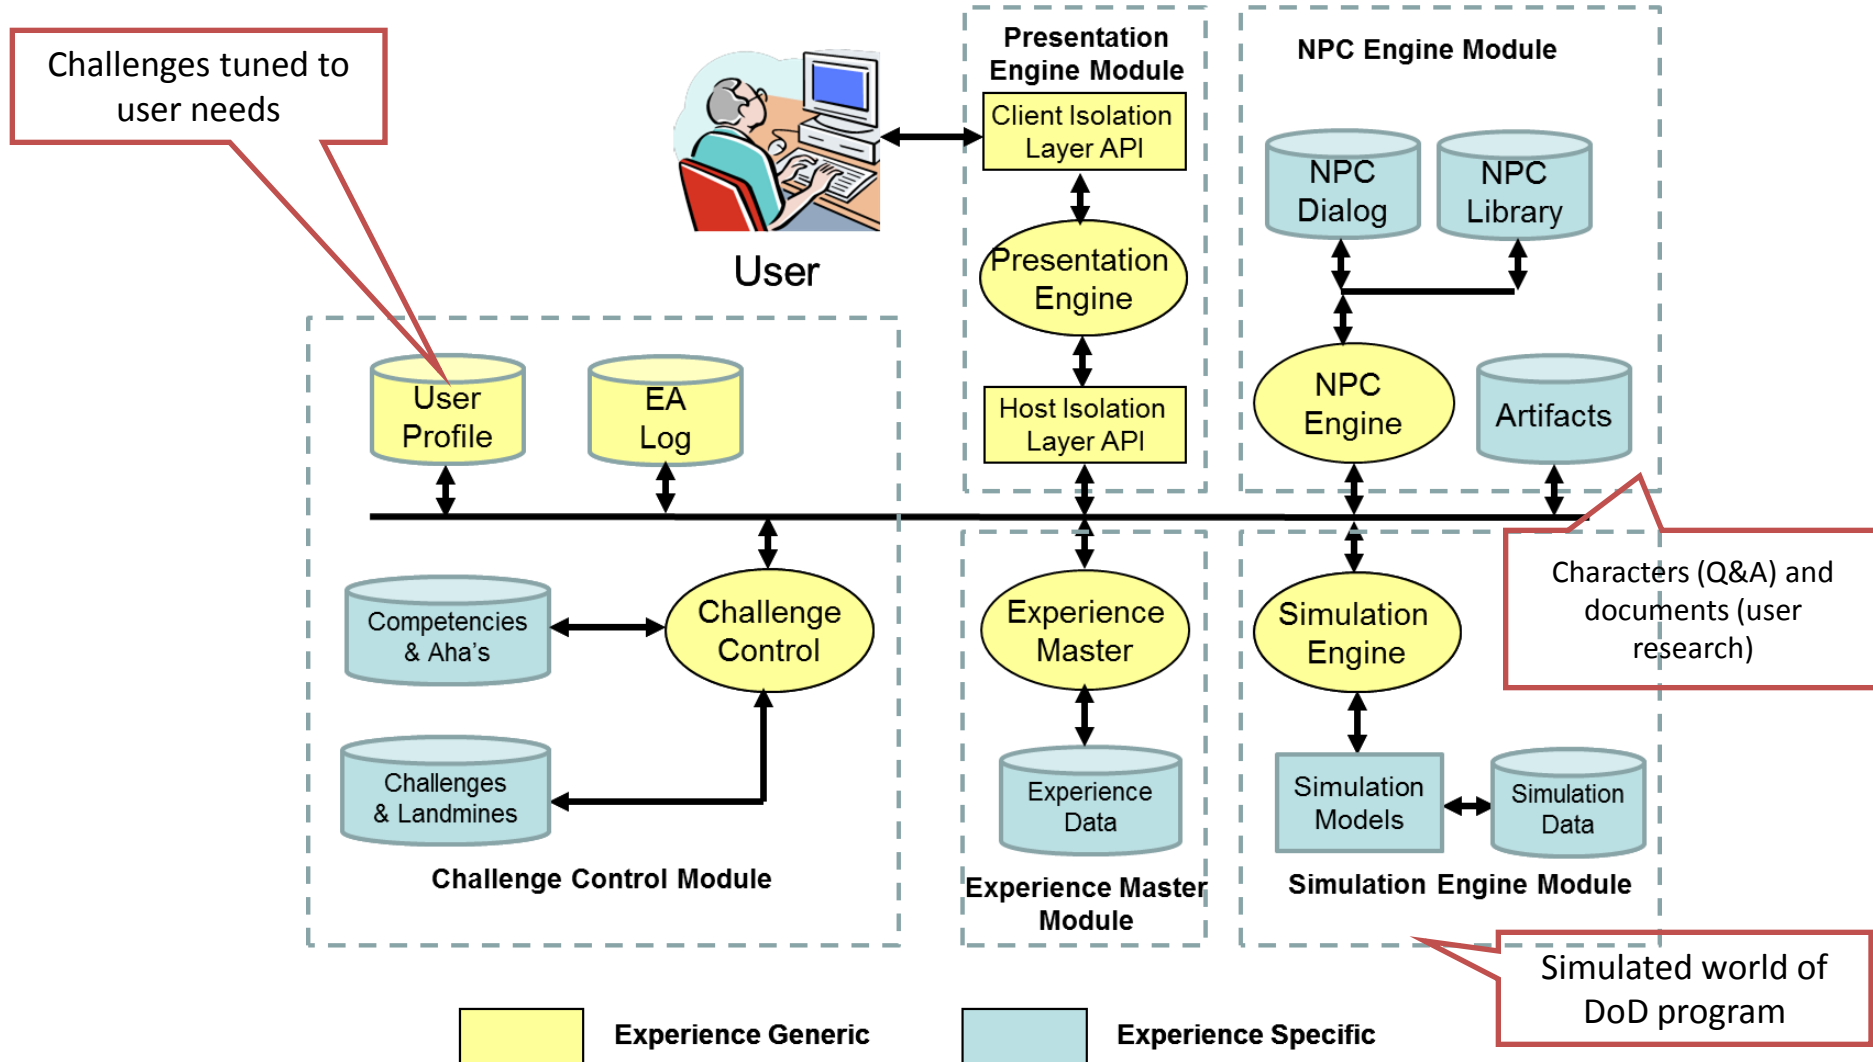 Challenges tuned to
user needs
User
Presentation
Engine Module
Client Isolation
Layer API
Presentation
Engine
Host Isolation
Layer API
NPC Engine Module
NPC
Dialog
NPC
Library
NPC
Engine
Artifacts
Characters (Q&A) and
documents (user
research)
User
Profile
EA
Log
Competencies
& Aha's
Challenge
Control
Challenges
& Landmines
Challenge Control Module
Experience
Master
Experience
Data
Experience Master
Module
Simulation
Engine
Simulation
Models
Simulation
Data
Simulation Engine Module
Simulated world of
DoD program
Experience Generic
Experience Specific